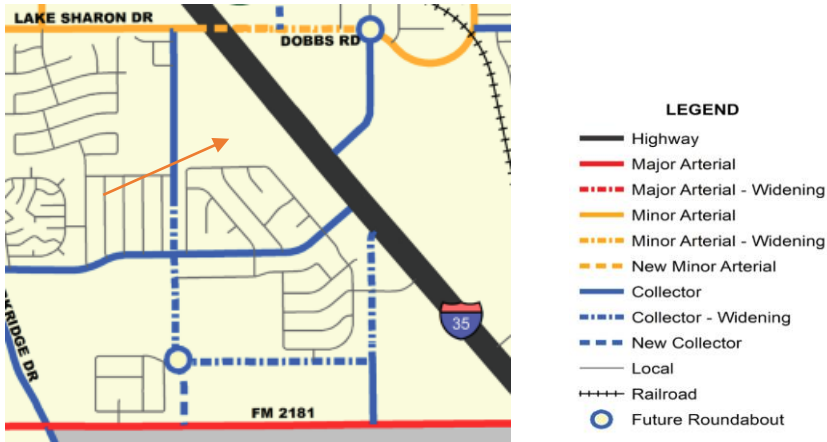 LAKE SHARON DR
DOBBS RD
KRIDGE DR
35
FM 2181
LEGEND
Highway
Major Arterial
Major Arterial - Widening
Minor Arterial
Minor Arterial - Widening
New Minor Arterial
Collector
Collector - Widening
New Collector
Local
Railroad
Future Roundabout